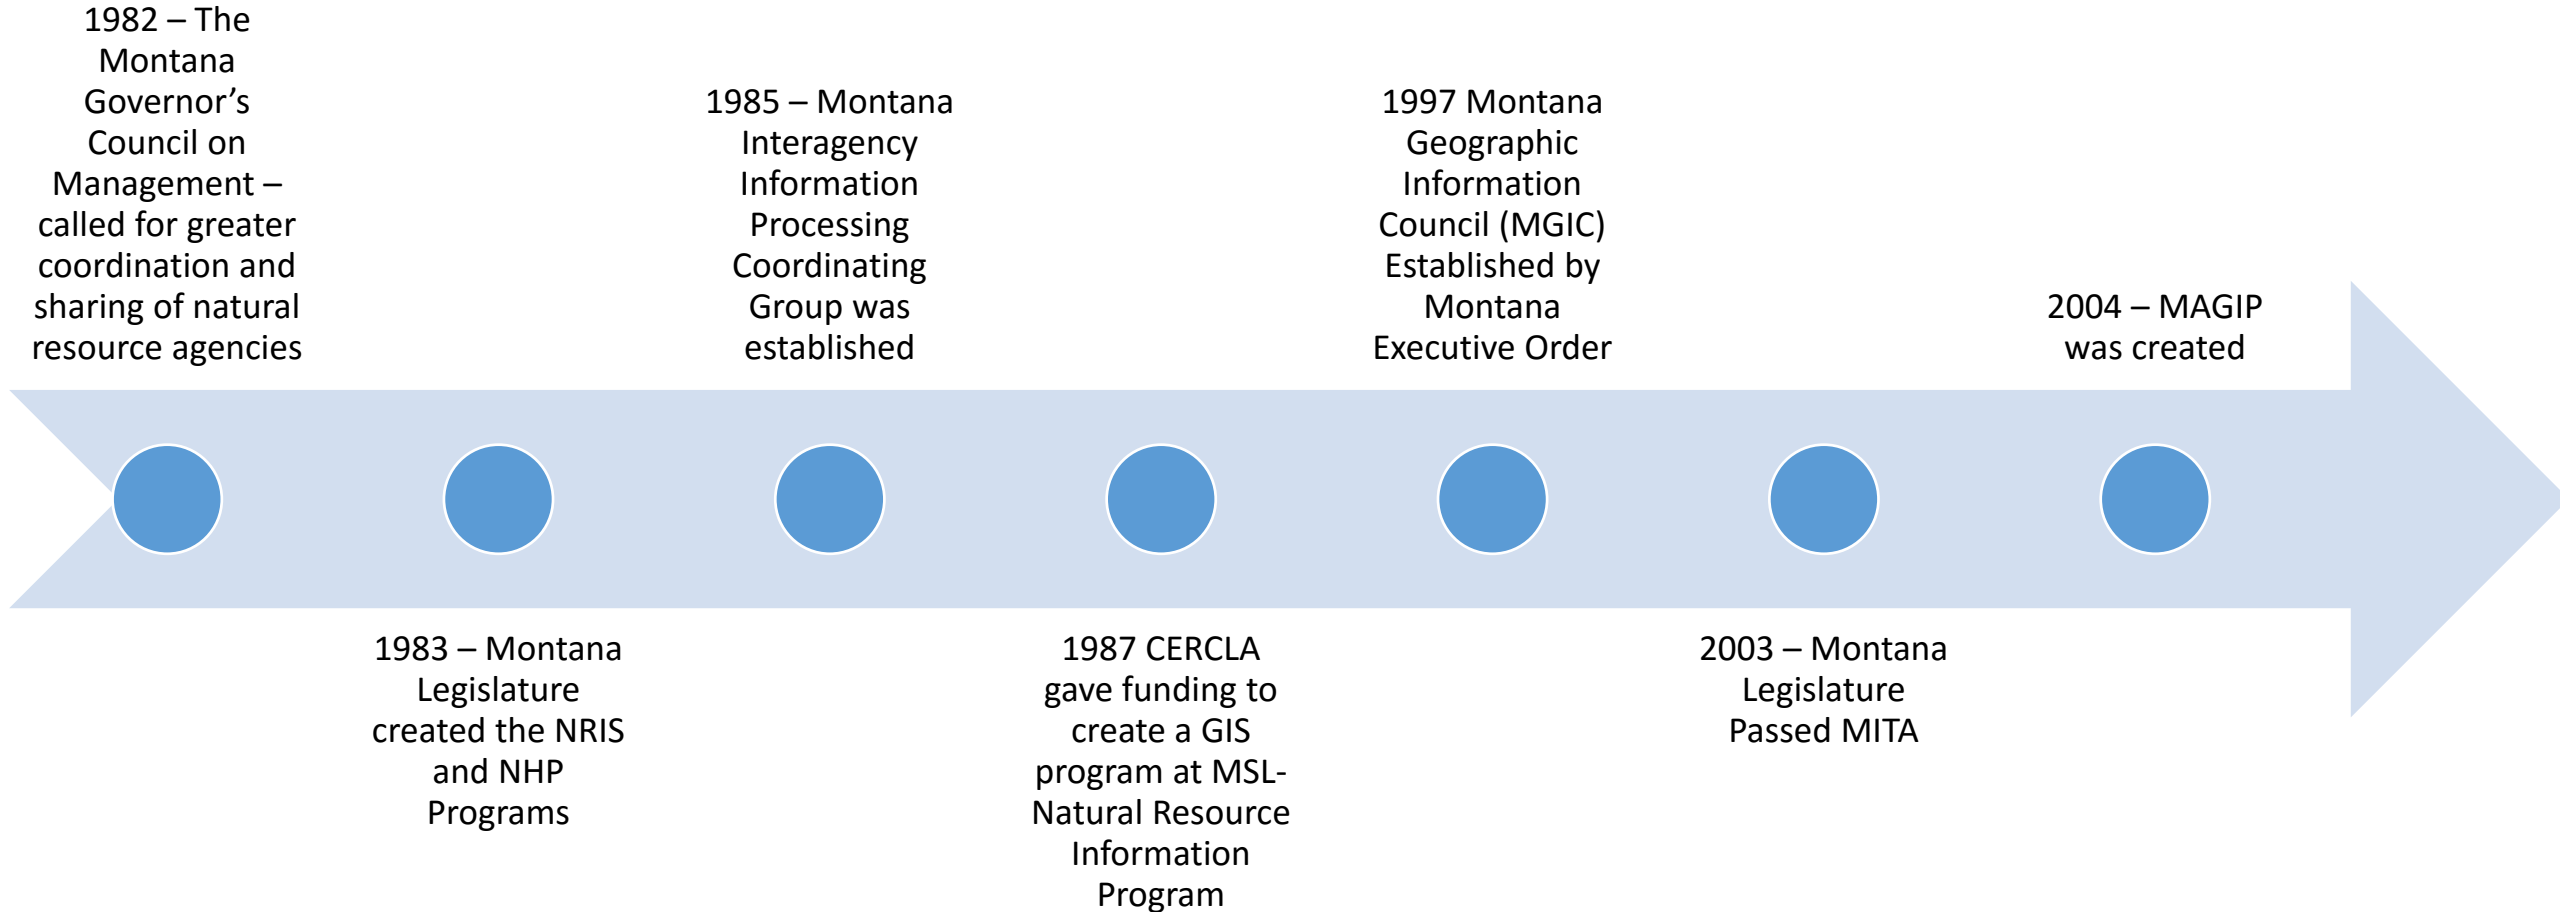 1982 – The
Montana
Governor’s
Council on
Management –
called for greater
coordination and
sharing of natural
resource agencies
1983 – Montana
Legislature
created the NRIS
and NHP
Programs
1985 – Montana
Interagency
Information
Processing
Coordinating
Group was
established
1987 CERCLA
gave funding to
create a GIS
program at MSL-
Natural Resource
Information
Program
1997 Montana
Geographic
Information
Council (MGIC)
Established by
Montana
Executive Order
2003 – Montana
Legislature
Passed MITA
2004 – MAGIP
was created